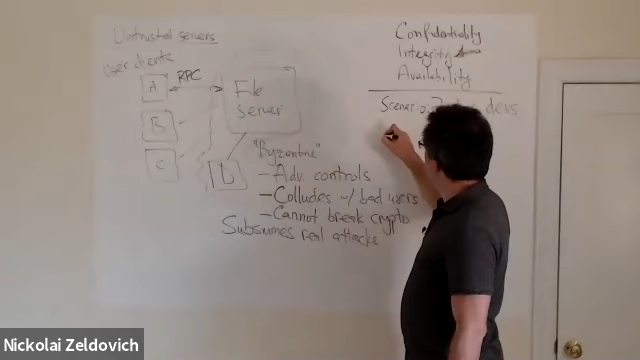 Untrusted servers
User clients
A
RPC
File
Server
B
C
D
"Byzantine"
- Adv. controls
- Colludes w/ bad users
- Cannot break crypto
Subsumes real attacks
Confidentiality
Integrity
Availability
Scenario: devs
Nickolai Zeldovich